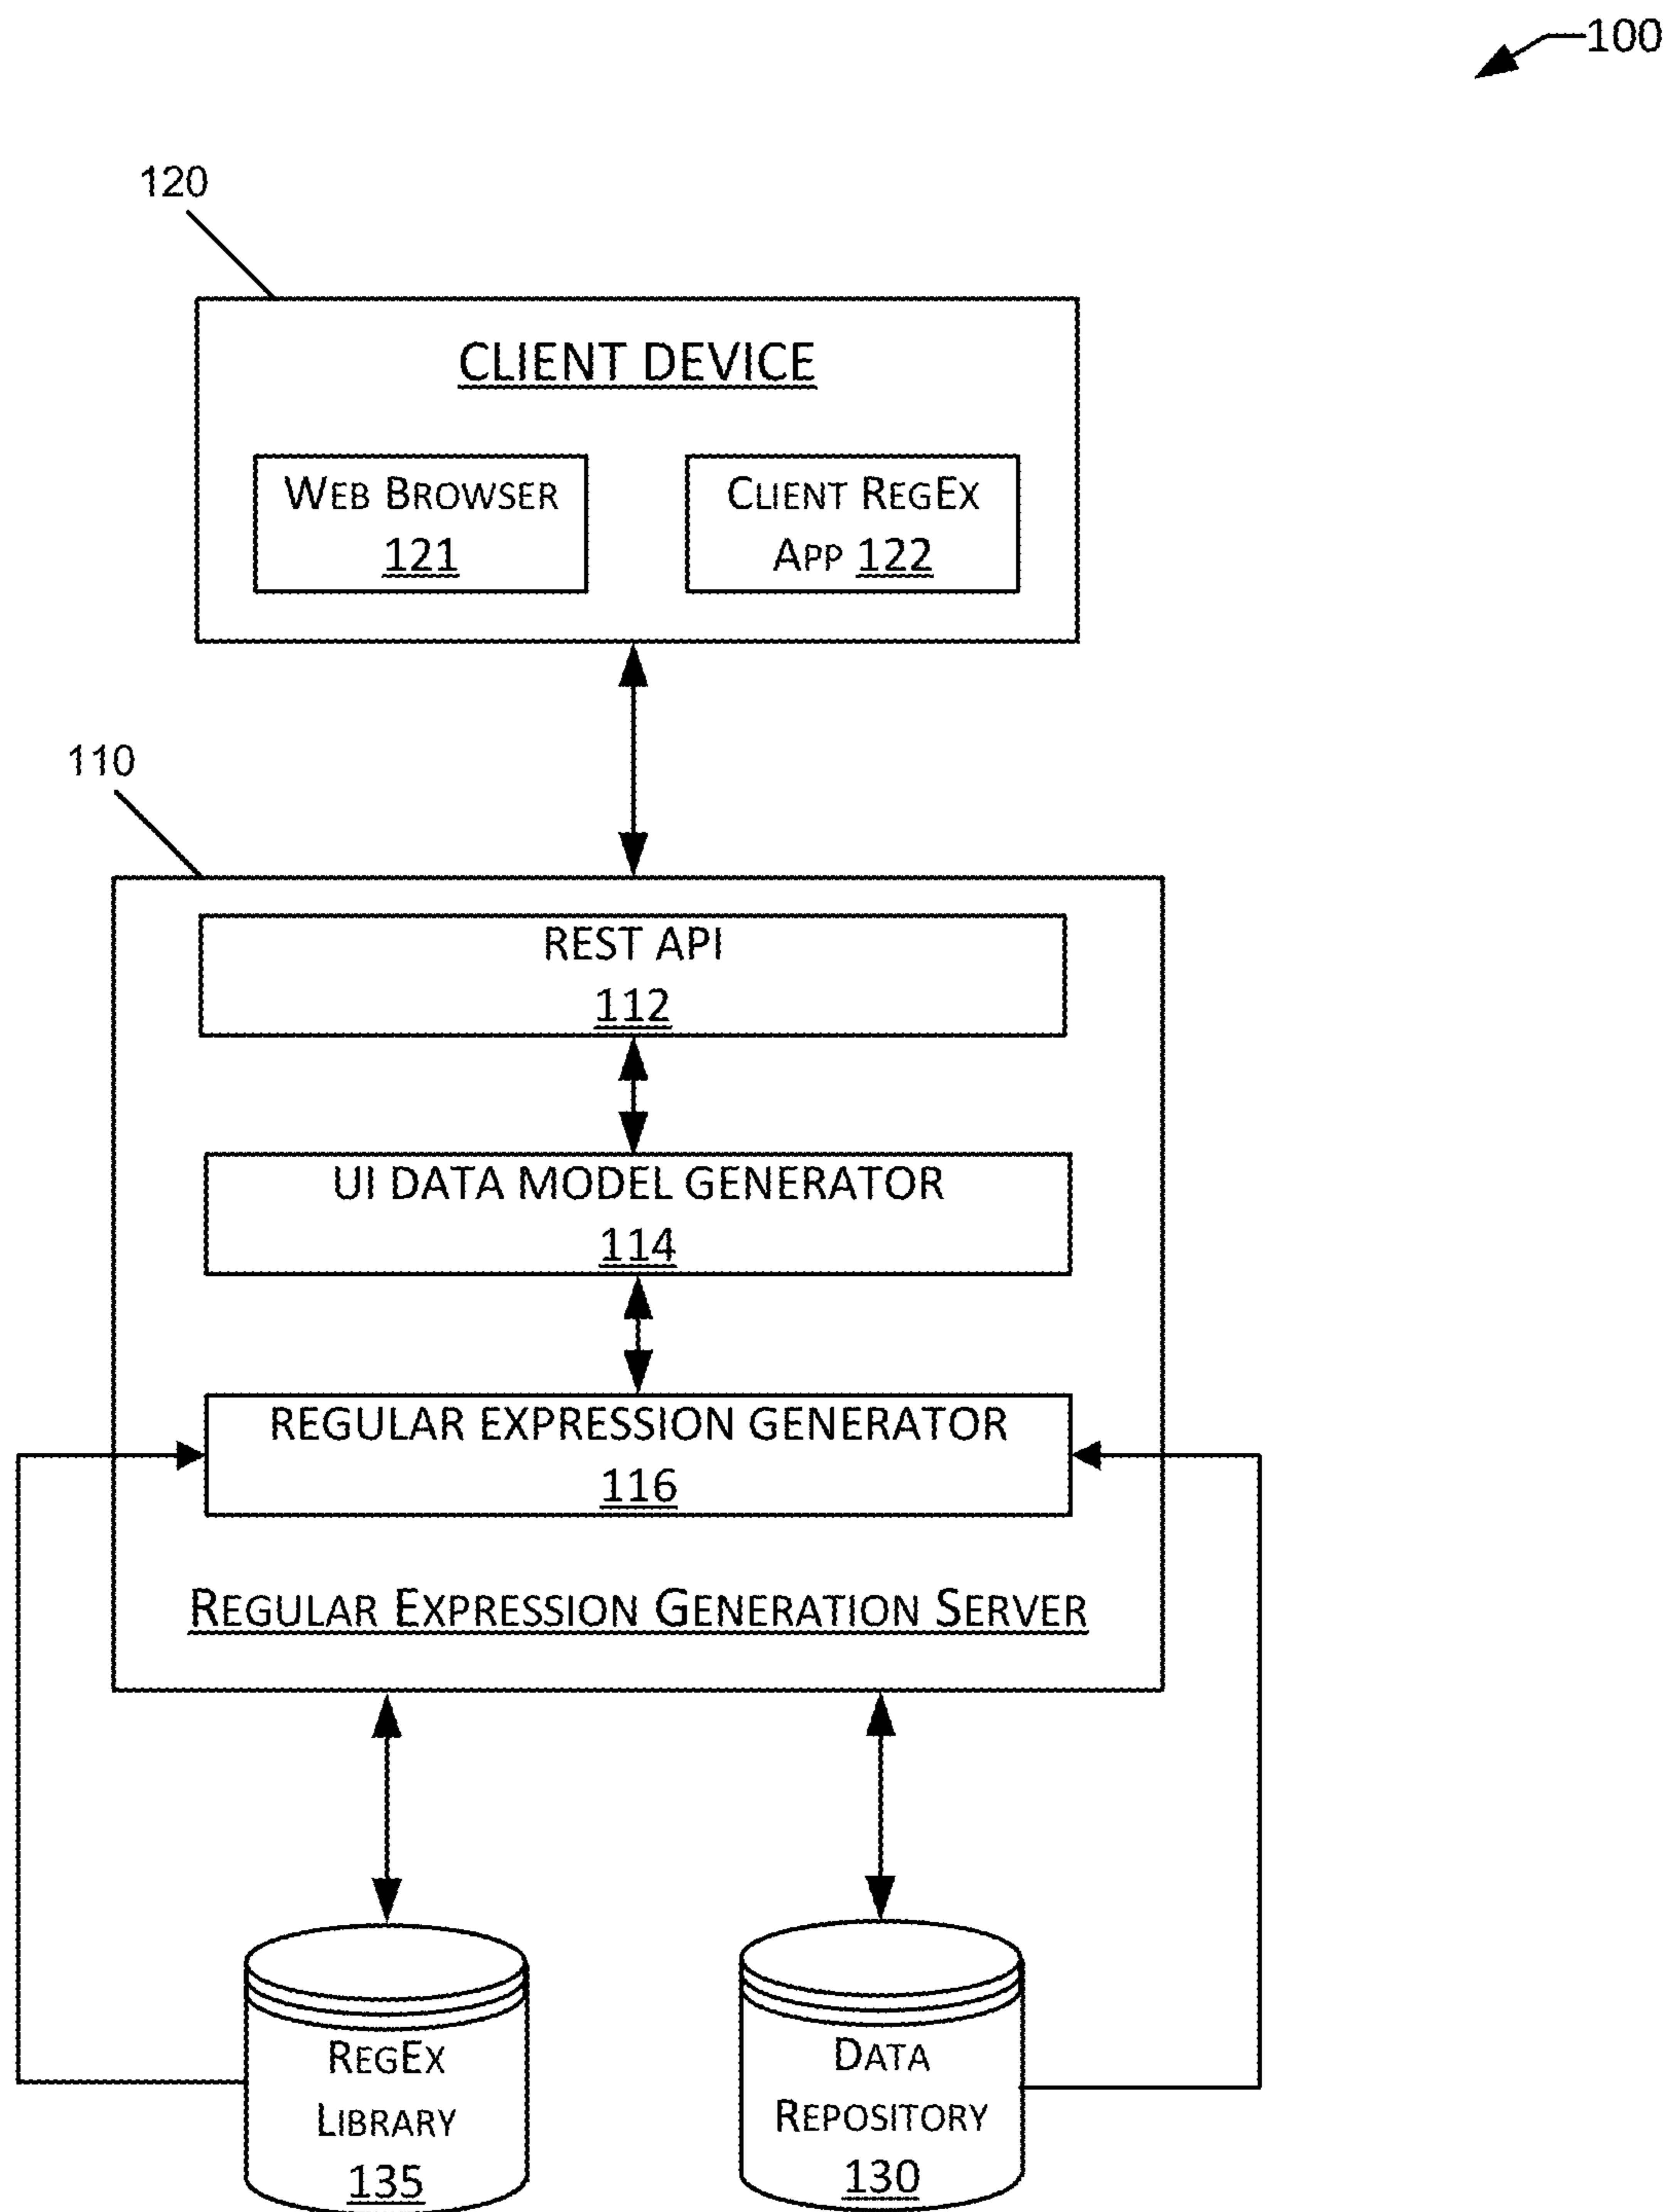 100
120
CLIENT DEVICE
WEB BROWSER
121
CLIENT REGEX
APP 122
110
REST API
112
UI DATA MODEL GENERATOR
114
REGULAR EXPRESSION GENERATOR
116
REGULAR EXPRESSION GENERATION SERVER
REGEX
LIBRARY
135
DATA
REPOSITORY
130